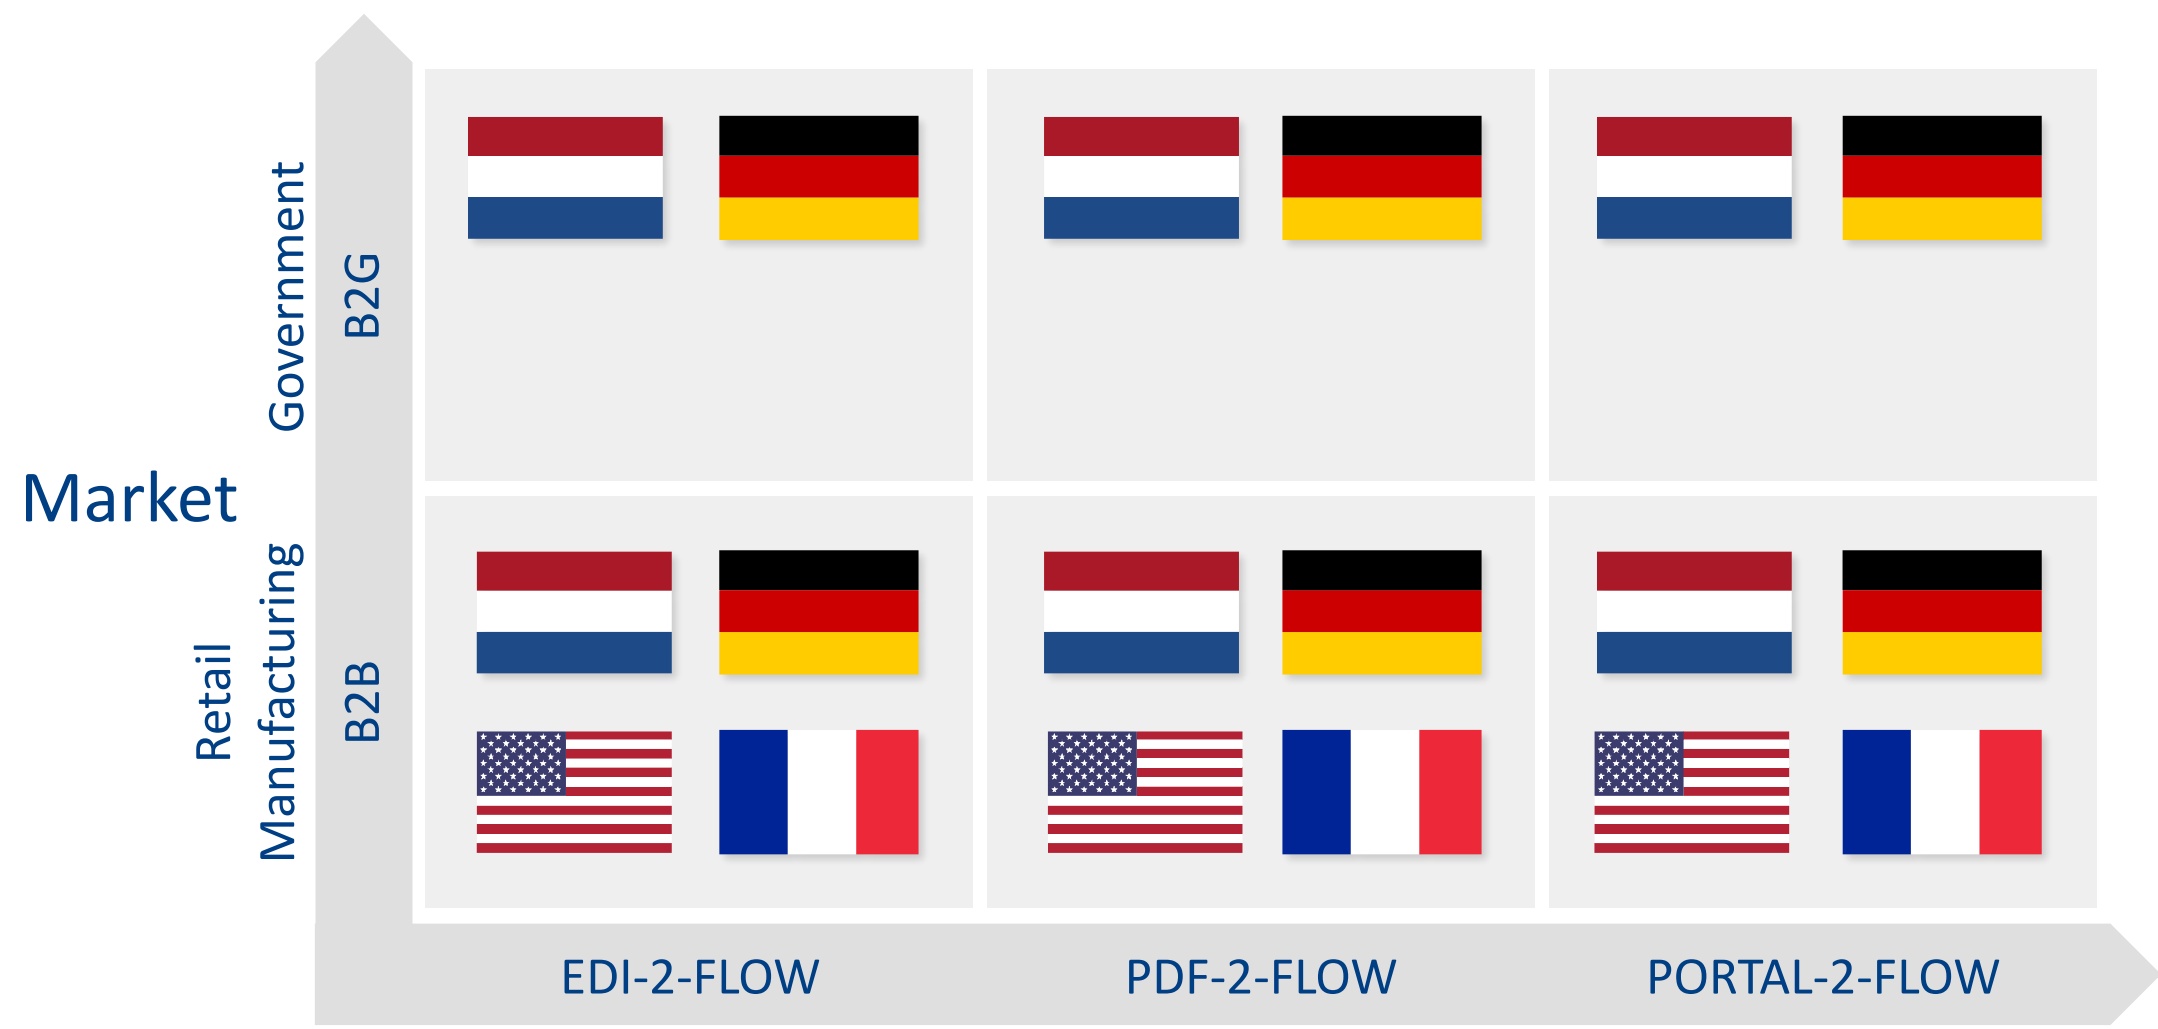 Market
Government
B2G
Retail
Manufacturing
B2B
EDI-2-FLOW
PDF-2-FLOW
PORTAL-2-FLOW